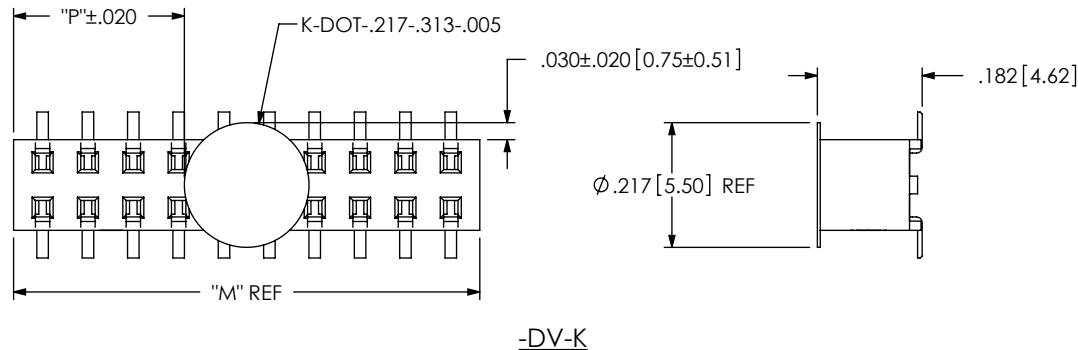 "P"±.020
K-DOT-.217-.313-.005
.030±.020 [0.75±0.51]
.182 [4.62]
Ø.217 [5.50] REF
"M" REF
-DV-K